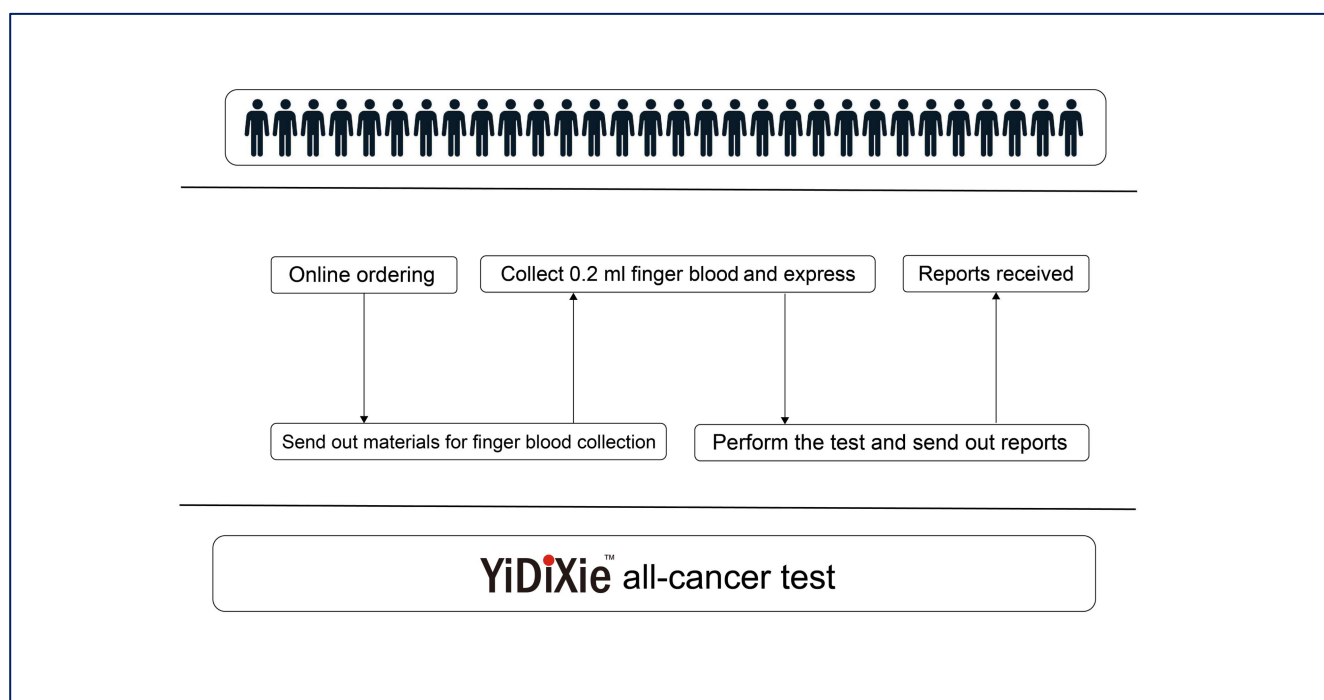 Online ordering
Collect 0.2 ml finger blood and express
Reports received
Send out materials for finger blood collection
Perform the test and send out reports
YiDiXie™ all-cancer test